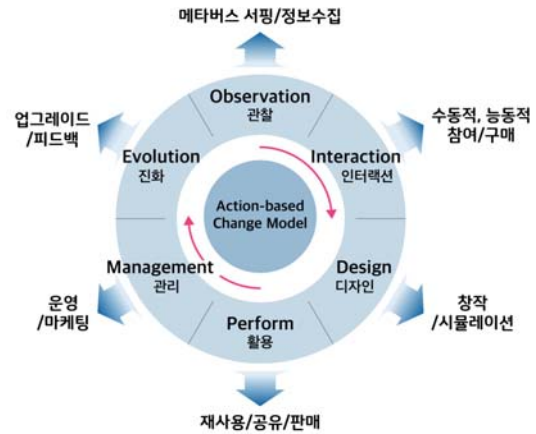 메타버스 서핑/정보수집
Observation
관찰
업그레이드
/피드백
수동적, 능동적
참여/구매
Evolution
진화
Interaction
인터랙션
Action-based
Change Model
Management
관리
Design
디자인
운영
/마케팅
창작
/시뮬레이션
Perform
활용
재사용/공유/판매